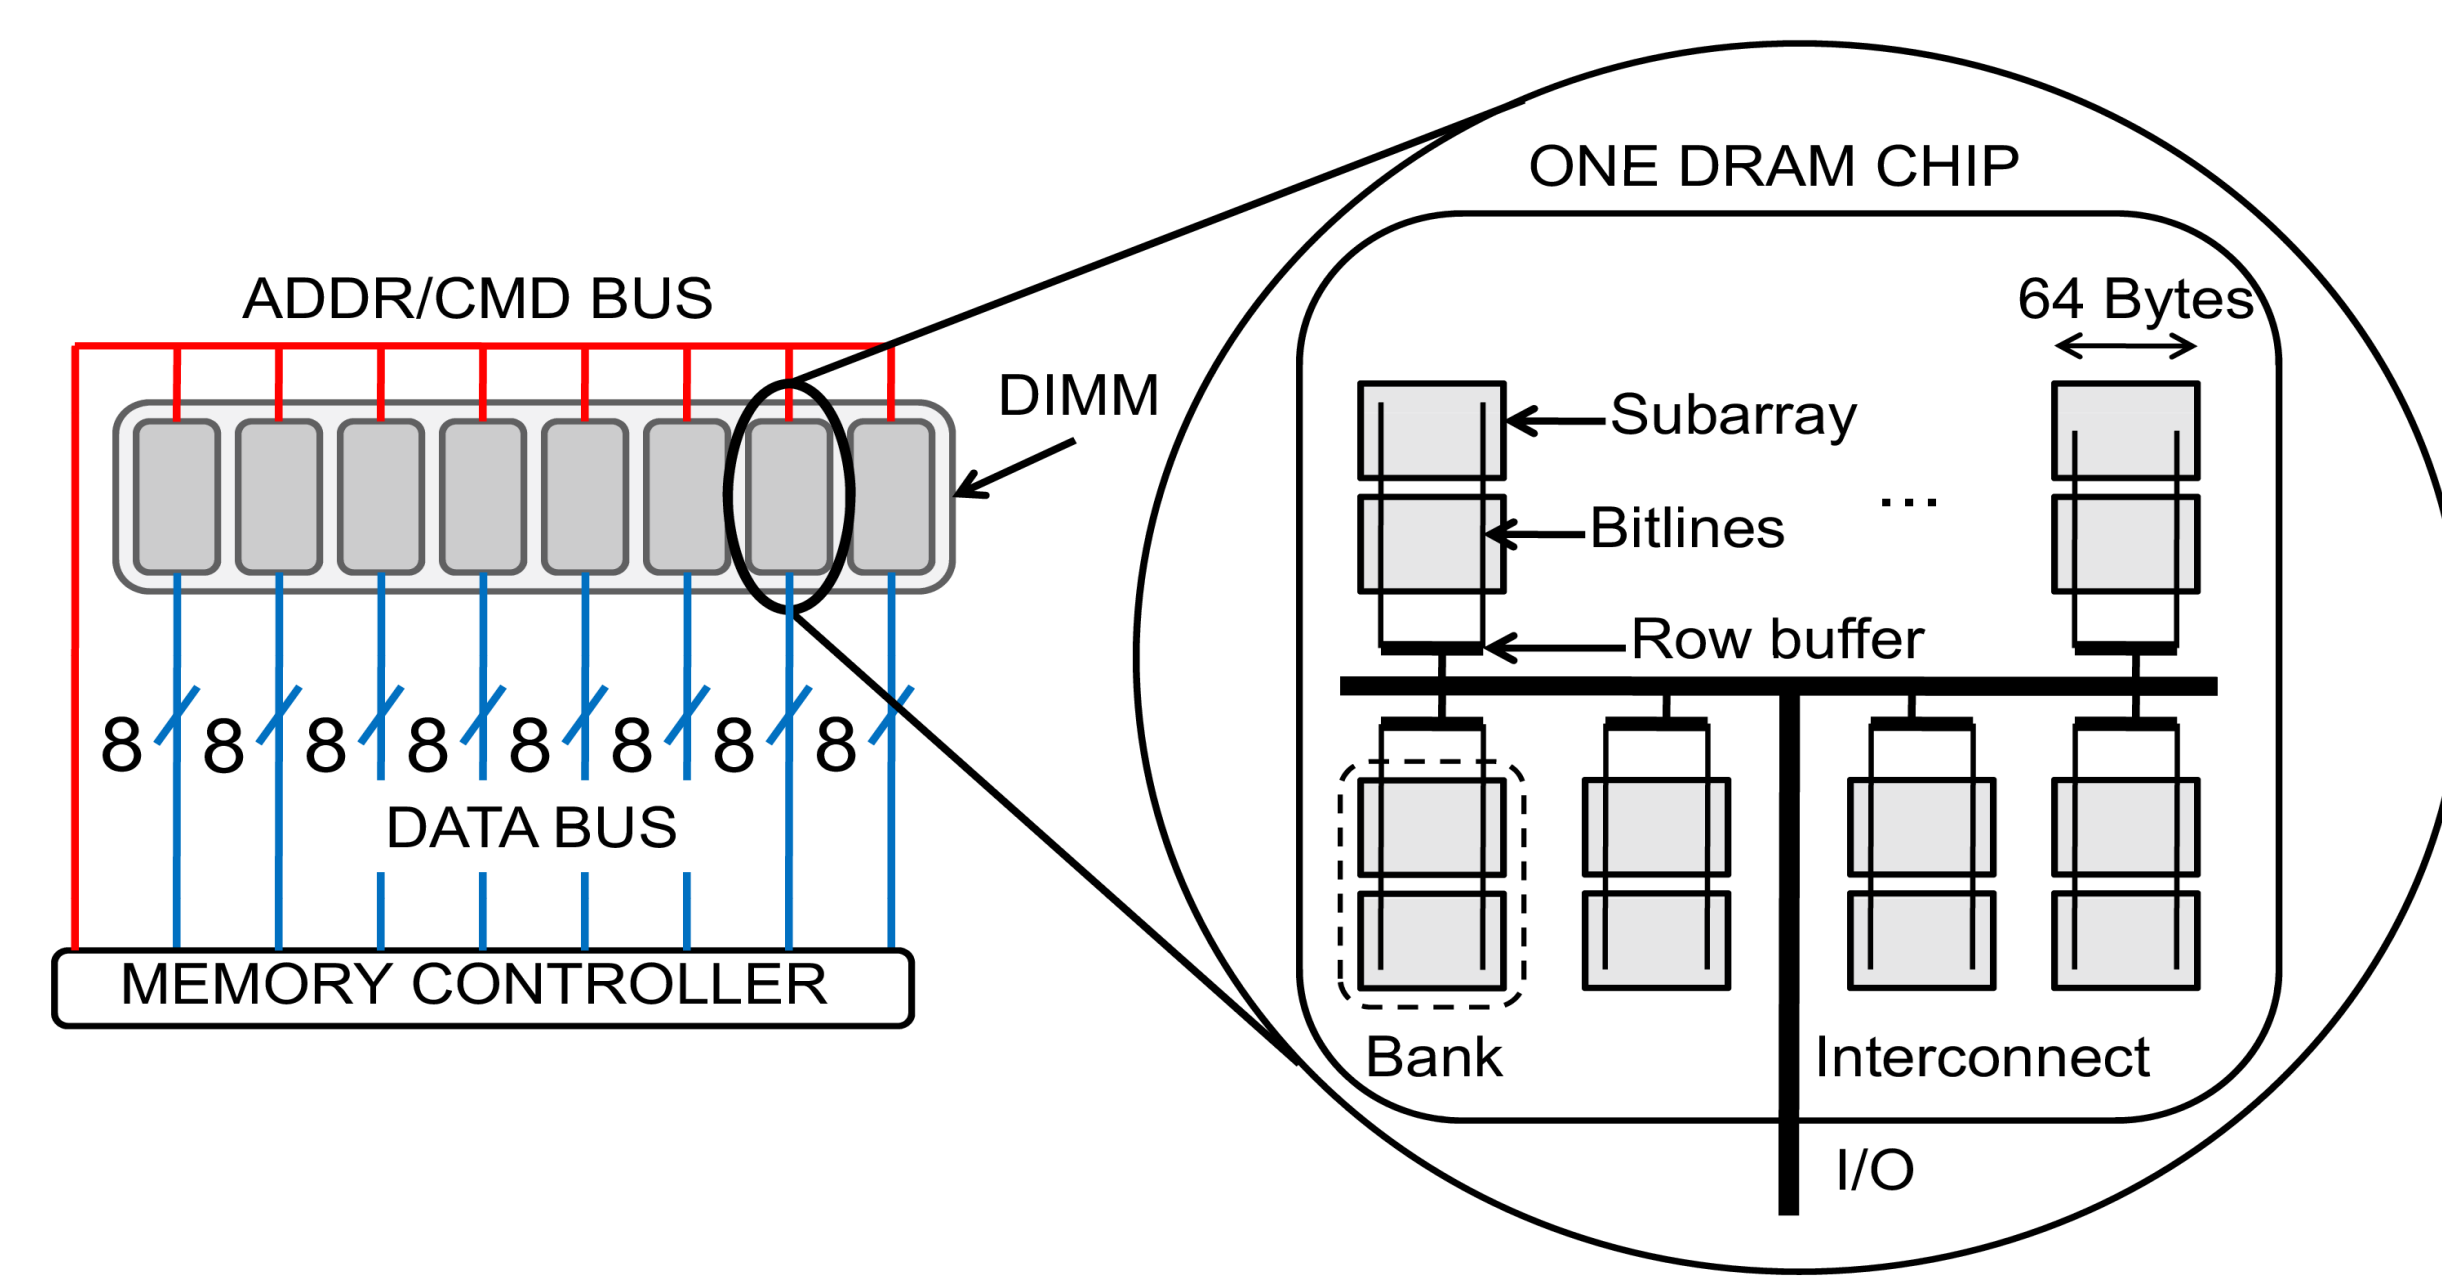 ONE DRAM CHIP
ADDR/CMD BUS
64 Bytes
DIMM
Subarray
...
Bitlines
Row buffer
8 8 8 8 8 8 8 8
DATA BUS
MEMORY CONTROLLER
Bank
Interconnect
I/O